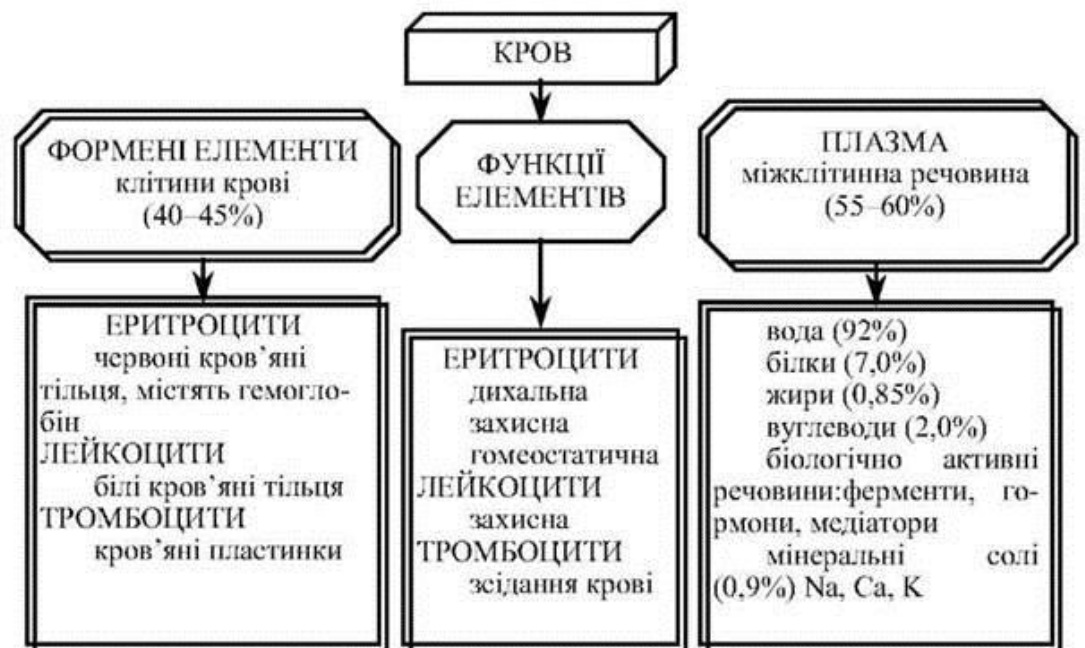 КРОВ
ФОРМЕНІ ЕЛЕМЕНТИ
клітини крові
(40–45%)
ФУНКЦІЇ
ЕЛЕМЕНТІВ
ПЛАЗМА
міжклітинна речовина
(55–60%)
ЕРИТРОЦИТИ
червоні кров’яні
тільця, містять гемогло-
бін
ЛЕЙКОЦИТИ
білі кров’яні тільця
ТРОМБОЦИТИ
кров’яні пластинки
ЕРИТРОЦИТИ
дихальна
захисна
гомеостатична
ЛЕЙКОЦИТИ
захисна
ТРОМБОЦИТИ
зсідання крові
вода (92%)
білки (7,0%)
жири (0,85%)
вуглеводи (2,0%)
біологічно активні
речовини:ферменти, го-
рмони, медіатори
мінеральні солі
(0,9%) Na, Ca, K